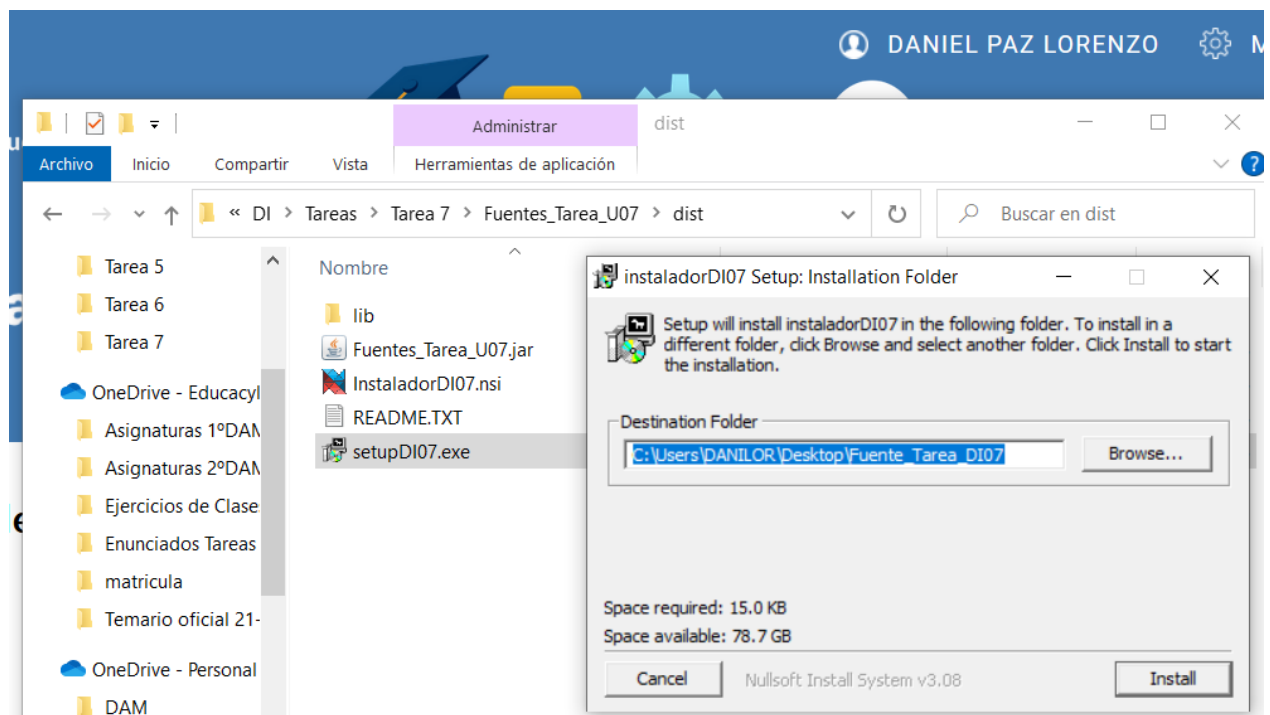 DANIEL PAZ LORENZO
Administrar dist
Archivo Inicio Compartir Vista Herramientas de aplicación
« DI > Tareas > Tarea 7 > Fuentes_Tarea_U07 > dist Buscar en dist
Tarea 5
Tarea 6
Tarea 7
OneDrive - Educacyl
Asignaturas 1ºDAM
Asignaturas 2ºDAM
Ejercicios de Clase
Enunciados Tareas
matricula
Temario oficial 21-
OneDrive - Personal
DAM
Nombre
lib
Fuentes_Tarea_U07.jar
InstaladorDI07.nsi
README.TXT
setupDI07.exe
instaladorDI07 Setup: Installation Folder
Setup will install instaladorDI07 in the following folder. To install in a
different folder, click Browse and select another folder. Click Install to start
the installation.
Destination Folder
C:\Users\DANILOR\Desktop\Fuente_Tarea_DI07 Browse...
Space required: 15.0 KB
Space available: 78.7 GB
Cancel Nullsoft Install System v3.08 Install